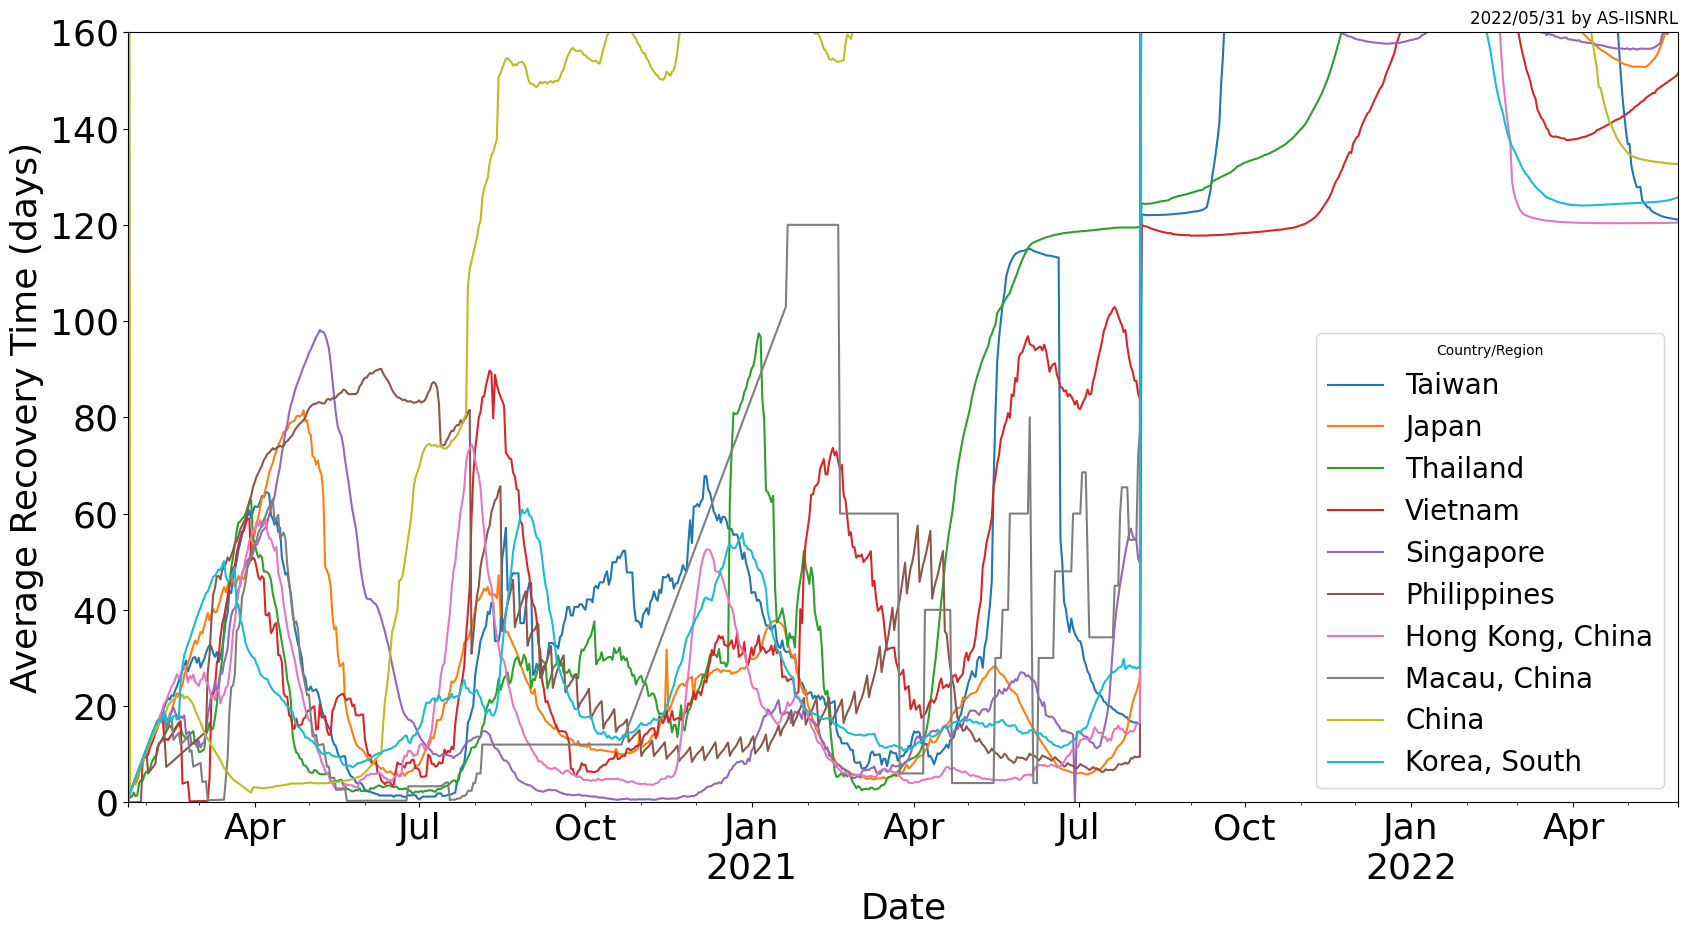 2022/05/31 by AS-IISNRL
Average Recovery Time (days)
160
140
120
100
80
60
40
20
0
Country/Region
Taiwan
Japan
Thailand
Vietnam
Singapore
Philippines
Hong Kong, China
Macau, China
China
Korea, South
Apr Jul Oct Jan Apr Jul Oct Jan Apr
2021 2022
Date